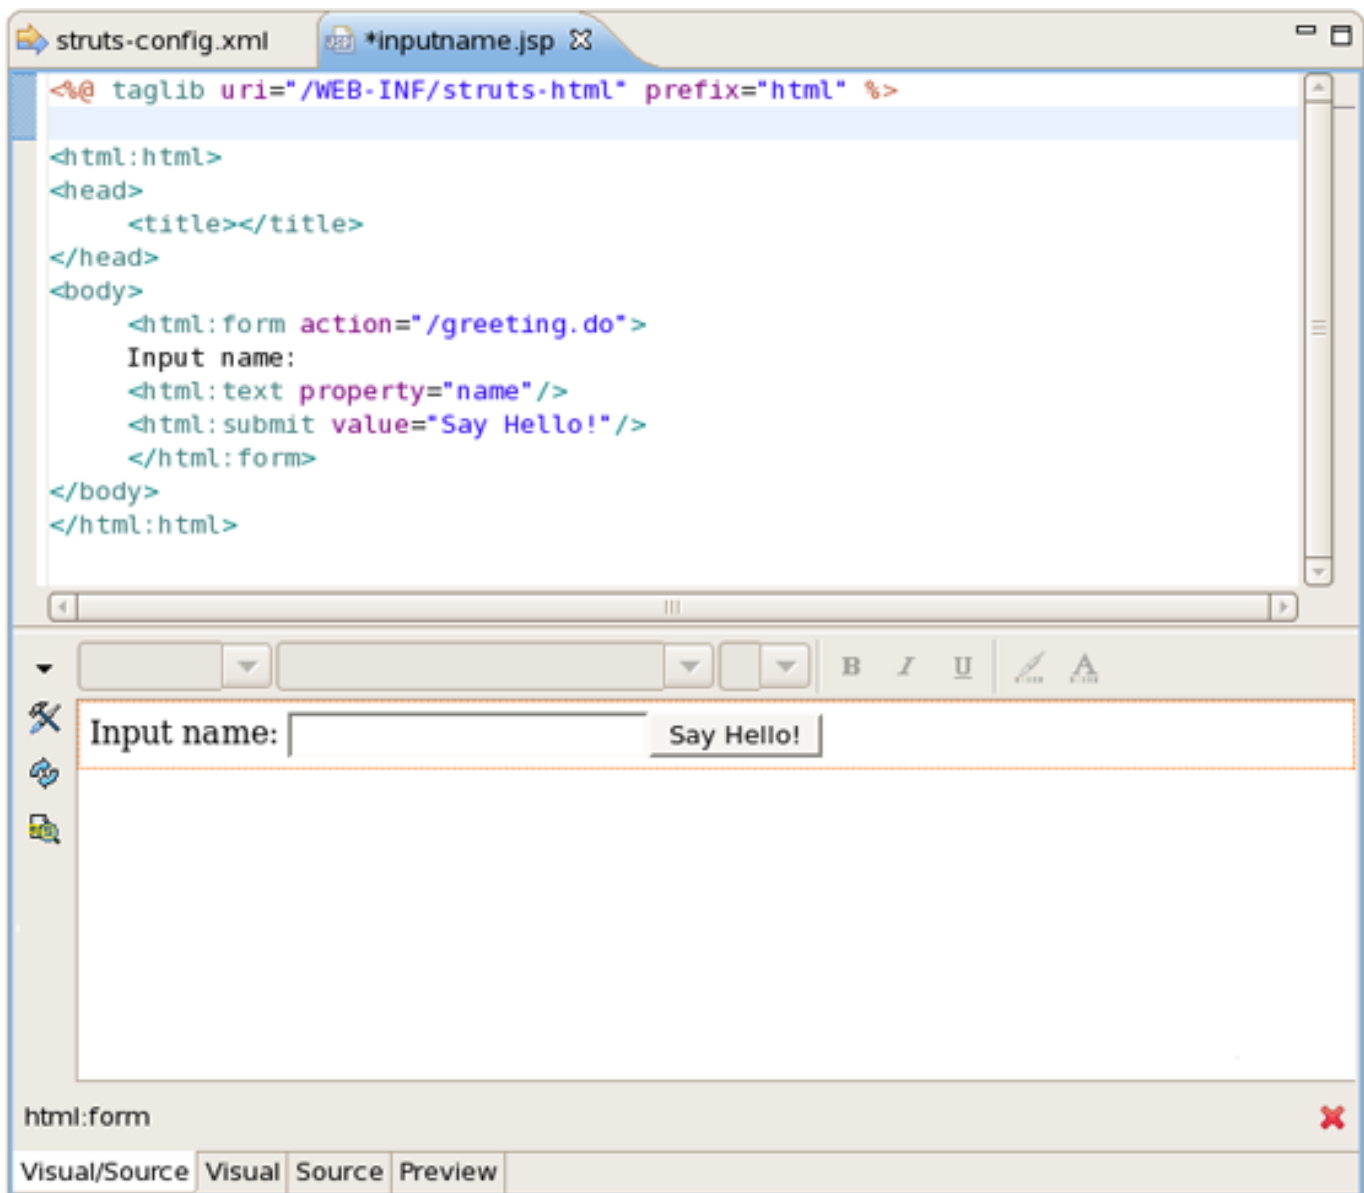 struts-config.xml *inputname.jsp
<%@ taglib uri="/WEB-INF/struts-html" prefix="html" %>
<html:html>
<head>
<title></title>
</head>
<body>
<html:form action="/greeting.do">
Input name:
<html:text property="name"/>
<html:submit value="Say Hello!"/>
</html:form>
</body>
</html:html>
B I U A
Input name: Say Hello!
html:form
Visual/Source Visual Source Preview